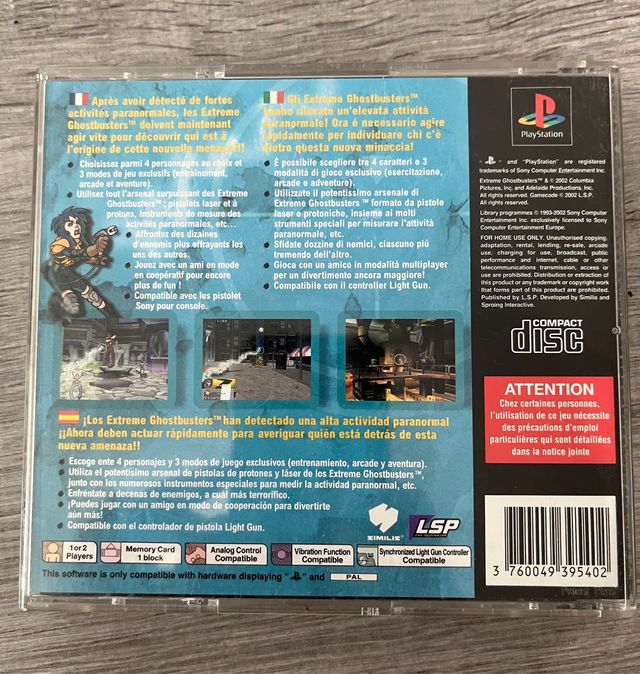 Après avoir détecté de fortes
activités paranormales, les Extreme
Ghostbusters™ doivent maintenant
agir vite pour découvrir qui est à
l'origine de cette nouvelle menace!!
• Choisissez parmi 4 personnages au choix et
3 modes de jeu exclusifs (entraînement,
arcade et aventure).
• Utilisez tout l'arsenal surpuissant des Extreme
Ghostbusters™ : pistolets laser et à
protons, instruments de mesure des
activités paranormales, etc...
• Affrontez des dizaines
d'ennemis plus effrayants les
uns des autres.
• Jouez avec un ami en mode
en coopératif pour encore
plus de fun !
• Compatible avec les pistolet
Sony pour console.
Gli Extreme Ghostbusters™
hanno rilevato un'elevata attività
paranormale! Ora è necessario agire
rapidamente per individuare chi c'è
dietro questa nuova minaccia!
• É possibile scegliere tra 4 caratteri e 3
modalità di gioco esclusivo (esercitazione,
arcade e adventure).
• Utilizzate il potentissimo arsenale di
Extreme Ghostbusters ™ formato da pistole
laser e protoniche, insieme ai molti
strumenti speciali per misurare l'attività
paranormale, etc.
• Sfidate dozzine di nemici, ciascuno più
tremendo dell'altro.
• Gioca con un amico in modalità multiplayer
per un divertimento ancora maggiore!
• Compatibile con il controller Light Gun.
¡Los Extreme Ghostbusters™ han detectado una alta actividad paranormal
¡¡Ahora deben actuar rápidamente para averiguar quién está detrás de esta
nueva amenaza!!
• Escoge ente 4 personajes y 3 modos de juego exclusivos (entrenamiento, arcade y aventura).
• Utiliza el potentísimo arsenal de pistolas de protones y láser de los Extreme Ghostbusters™,
junto con los numerosos instrumentos especiales para medir la actividad paranormal, etc.
• Enfréntate a decenas de enemigos, a cuál más terrorífico.
• ¡Puedes jugar con un amigo en modo de cooperación para divertirte
aún más!
• Compatible con el controlador de pistola Light Gun.
SIMILIS
LSP
1 or 2
Players
Memory Card
1 block
Analog Control
Compatible
Vibration Function
Compatible
Synchronized Light Gun Controller
Compatible
This software is only compatible with hardware displaying " " and PAL
PlayStation
" " and "PlayStation" are registered
trademarks of Sony Computer Entertainment Inc.
Extreme Ghostbusters™ & © 2002 Columbia
Pictures, Inc, and Adelaide Productions, Inc.
All rights reserved. Gamecode © 2002 L.S.P.
All rights reserved.
Library programmes © 1993-2002 Sony Computer
Entertainment Inc. exclusively licensed to Sony
Computer Entertainment Europe.
FOR HOME USE ONLY. Unauthorised copying,
adaptation, rental, lending, re-sale, arcade
use, charging for use, broadcast, public
performance and internet, cable or other
telecommunications transmission, access or
use are prohibited. Distribution or extraction of
this product or any trademark or copyright work
that forms part of this product are prohibited.
Published by L.S.P. Developed by Similis and
Sproing Interactive.
COMPACT
disc
ATTENTION
Chez certaines personnes,
l'utilisation de ce jeu nécessite
des précautions d'emploi
particulières qui sont détaillées
dans la notice jointe
3 760049 395402